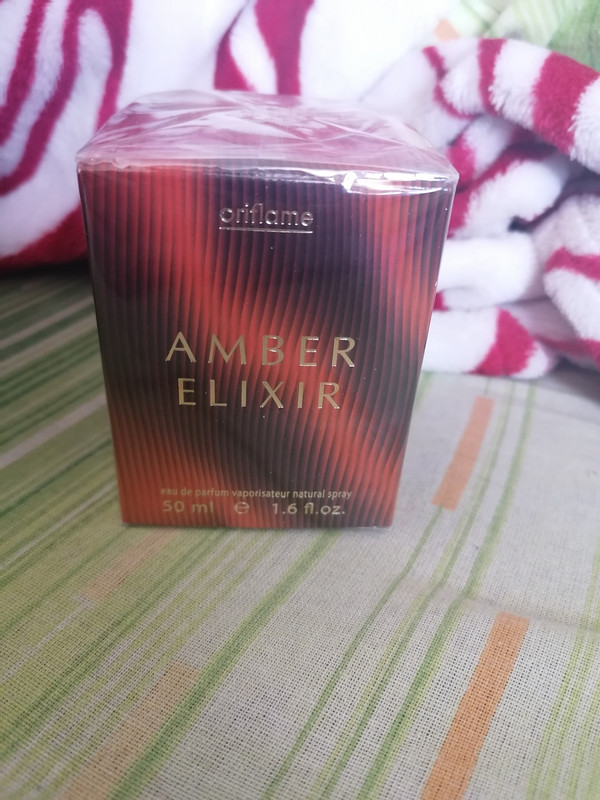 oriflame
AMBER
ELIXIR
eau de parfum vaporisateur natural spray
50 ml ℮ 1.6 fl.oz.